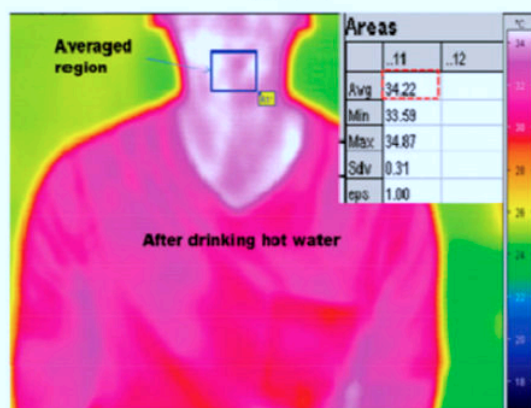 Averaged
region
Areas
..11 ..12
Avg 34.22
Min 33.59
Max 34.87
Sdv 0.31
eps 1.00
After drinking hot water
°C
34
32
30
28
26
24
22
20
18